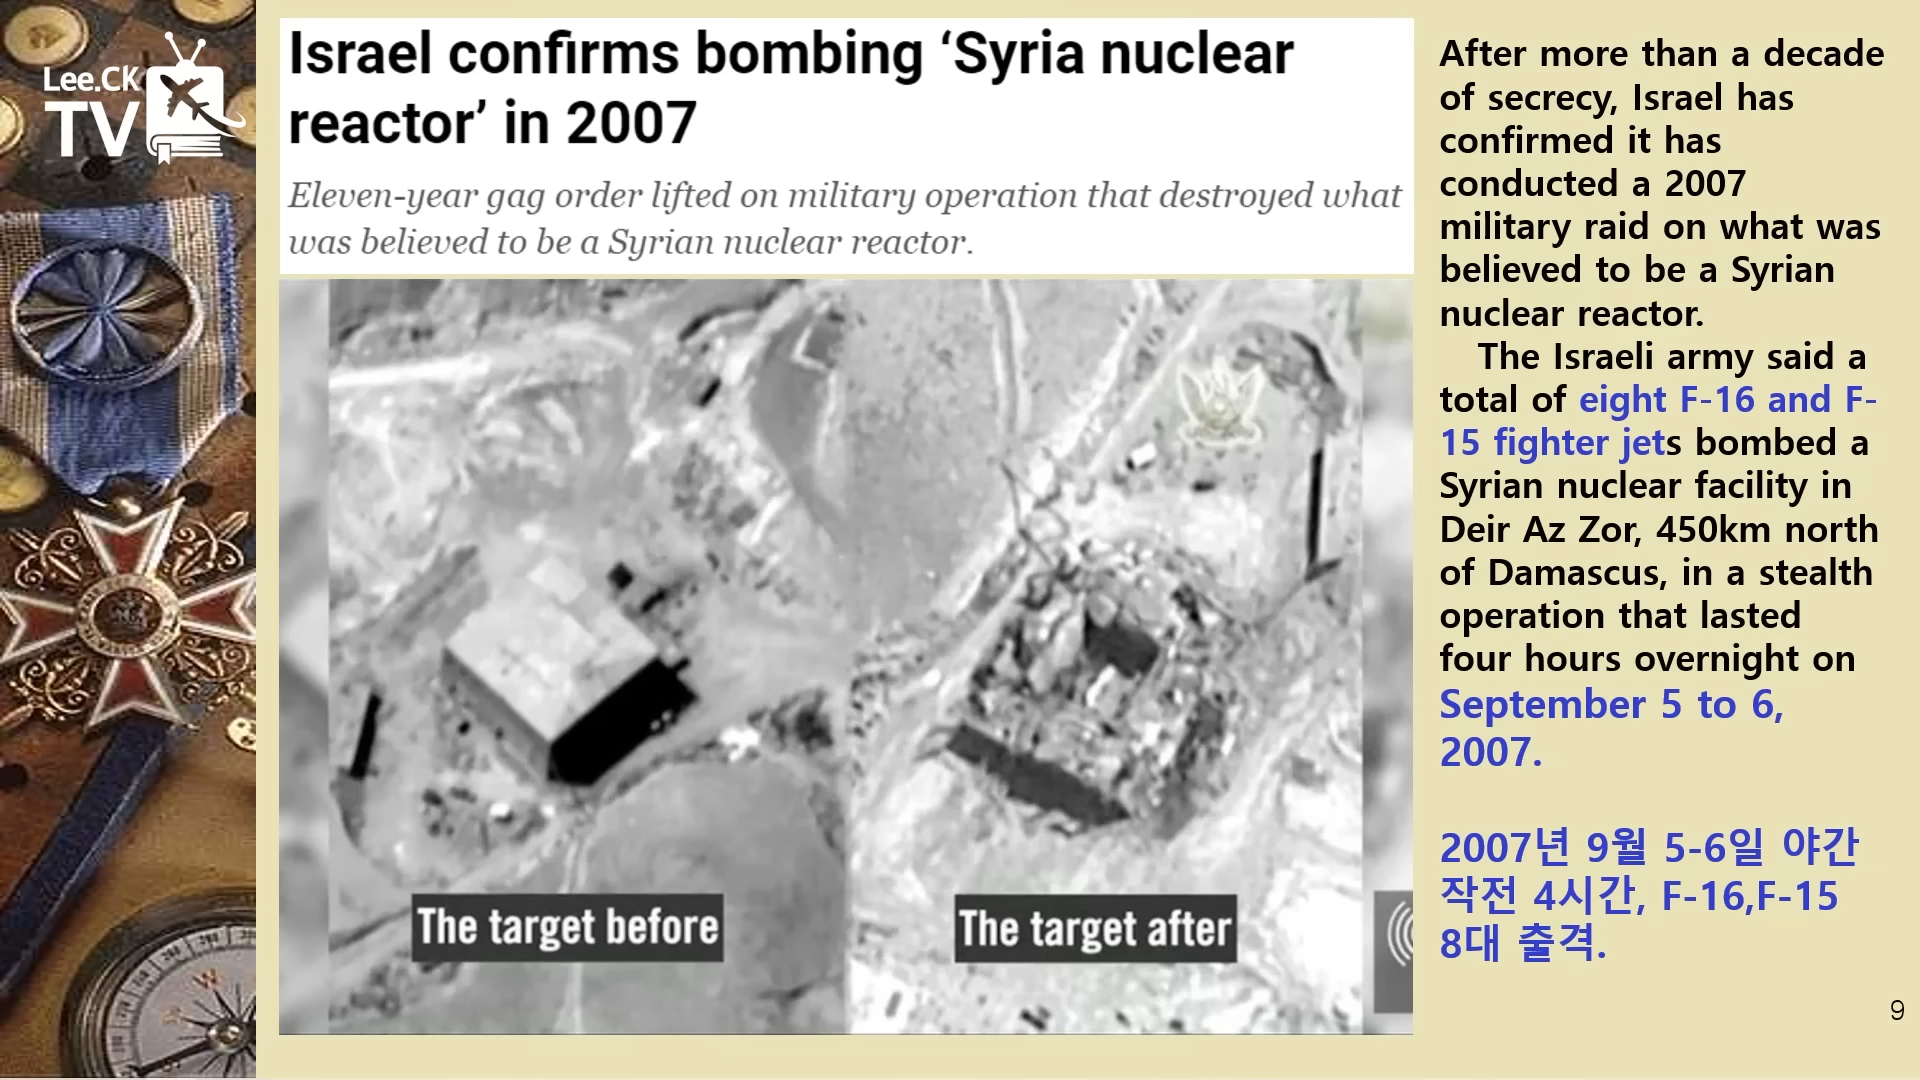 Lee.CK
TV
Israel confirms bombing ‘Syria nuclear
reactor’ in 2007
Eleven-year gag order lifted on military operation that destroyed what
was believed to be a Syrian nuclear reactor.
The target before
The target after
After more than a decade
of secrecy, Israel has
confirmed it has
conducted a 2007
military raid on what was
believed to be a Syrian
nuclear reactor.
The Israeli army said a
total of eight F-16 and F-
15 fighter jets bombed a
Syrian nuclear facility in
Deir Az Zor, 450km north
of Damascus, in a stealth
operation that lasted
four hours overnight on
September 5 to 6,
2007.
2007년 9월 5-6일 야간
작전 4시간, F-16,F-15
8대 출격.
9